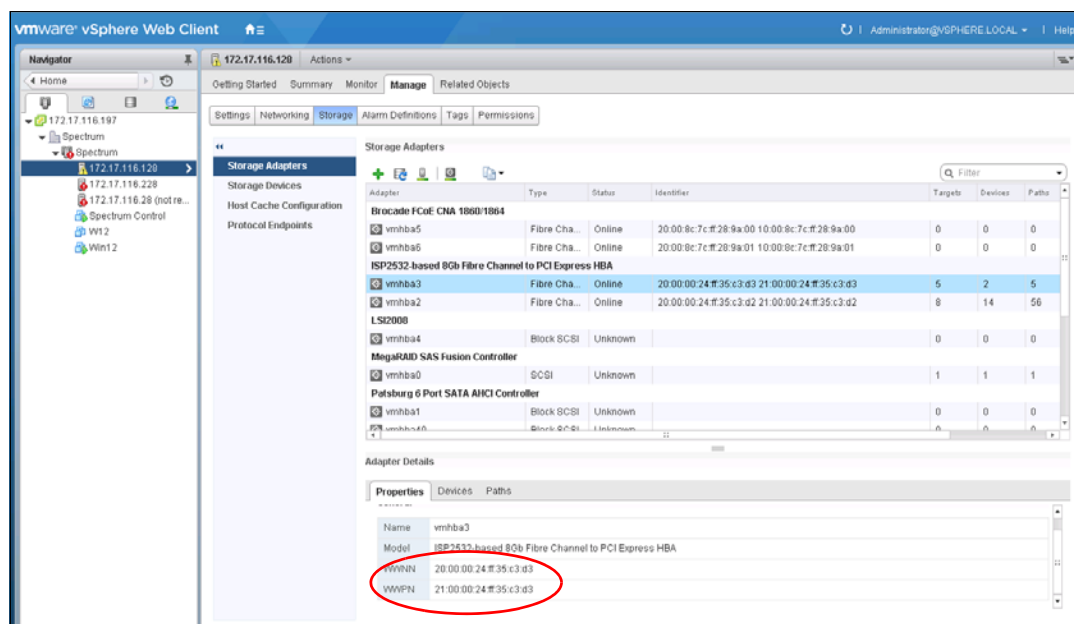 vmware® vSphere Web Client
Administrator@VSPHERE.LOCAL
Help
Navigator
Home
172.17.116.197
Spectrum
Spectrum
172.17.116.128
172.17.116.228
172.17.116.28 (not re...
Spectrum Control
W12
Win12
172.17.116.128 Actions
Getting Started Summary Monitor Manage Related Objects
Settings Networking Storage Alarm Definitions Tags Permissions
Storage Adapters
Storage Devices
Host Cache Configuration
Protocol Endpoints
Storage Adapters
Filter
Adapter Type Status Identifier Targets Devices Paths
Brocade FCoE CNA 1860/1864
vmhba5 Fibre Cha... Online 20:00:8c:7c:ff:28:9a:00 10:00:8c:7c:ff:28:9a:00 0 0 0
vmhba6 Fibre Cha... Online 20:00:8c:7c:ff:28:9a:01 10:00:8c:7c:ff:28:9a:01 0 0 0
ISP2532-based 8Gb Fibre Channel to PCI Express HBA
vmhba3 Fibre Cha... Online 20:00:00:24:ff:35:c3:d3 21:00:00:24:ff:35:c3:d3 5 2 5
vmhba2 Fibre Cha... Online 20:00:00:24:ff:35:c3:d2 21:00:00:24:ff:35:c3:d2 8 14 56
LSI2008
vmhba4 Block SCSI Unknown 0 0 0
MegaRAID SAS Fusion Controller
vmhba0 SCSI Unknown 1 1 1
Patsburg 6 Port SATA AHCI Controller
vmhba1 Block SCSI Unknown 0 0 0
vmhba40 Block SCSI Unknown 0 0 0
Adapter Details
Properties Devices Paths
General
Name vmhba3
Model ISP2532-based 8Gb Fibre Channel to PCI Express HBA
WWNN 20:00:00:24:ff:35:c3:d3
WWPN 21:00:00:24:ff:35:c3:d3